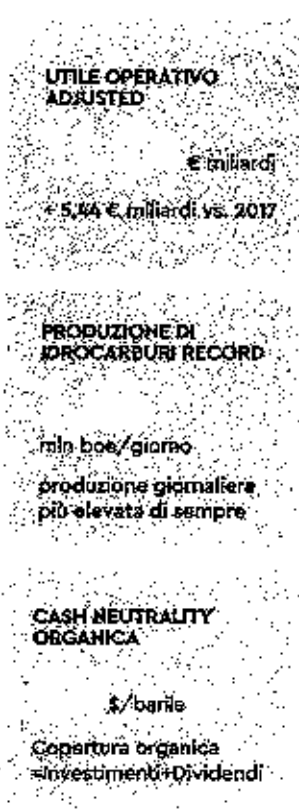 UTILE OPERATIVO
ADJUSTED
€ miliardi
+ 5,44 € miliardi vs. 2017
PRODUZIONE DI
IDROCARBURI RECORD
mln boe/giorno
produzione giornaliera
più elevata di sempre
CASH NEUTRALITY
ORGANICA
$/barile
Copertura organica
=Investimenti+Dividendi